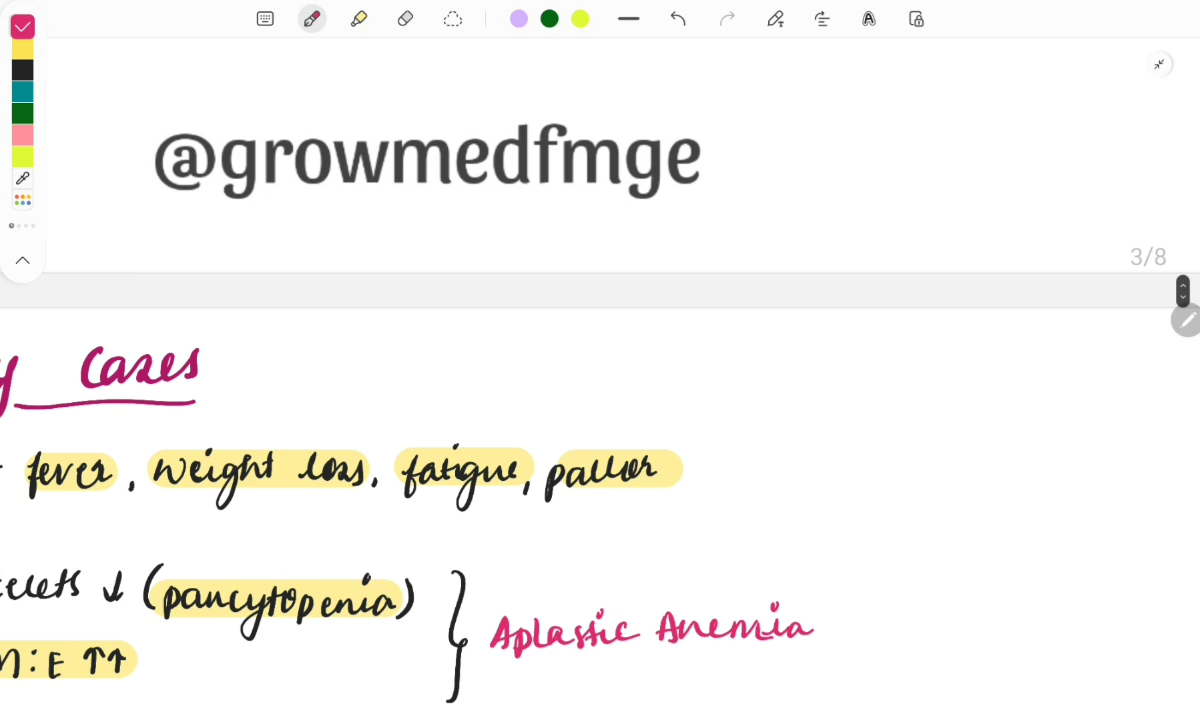 @growmedfmge
3/8
Cases
fever, weight loss, fatigue, pallor
↓ (pancytopenia)
Aplastic Anemia
M:E ↑↑